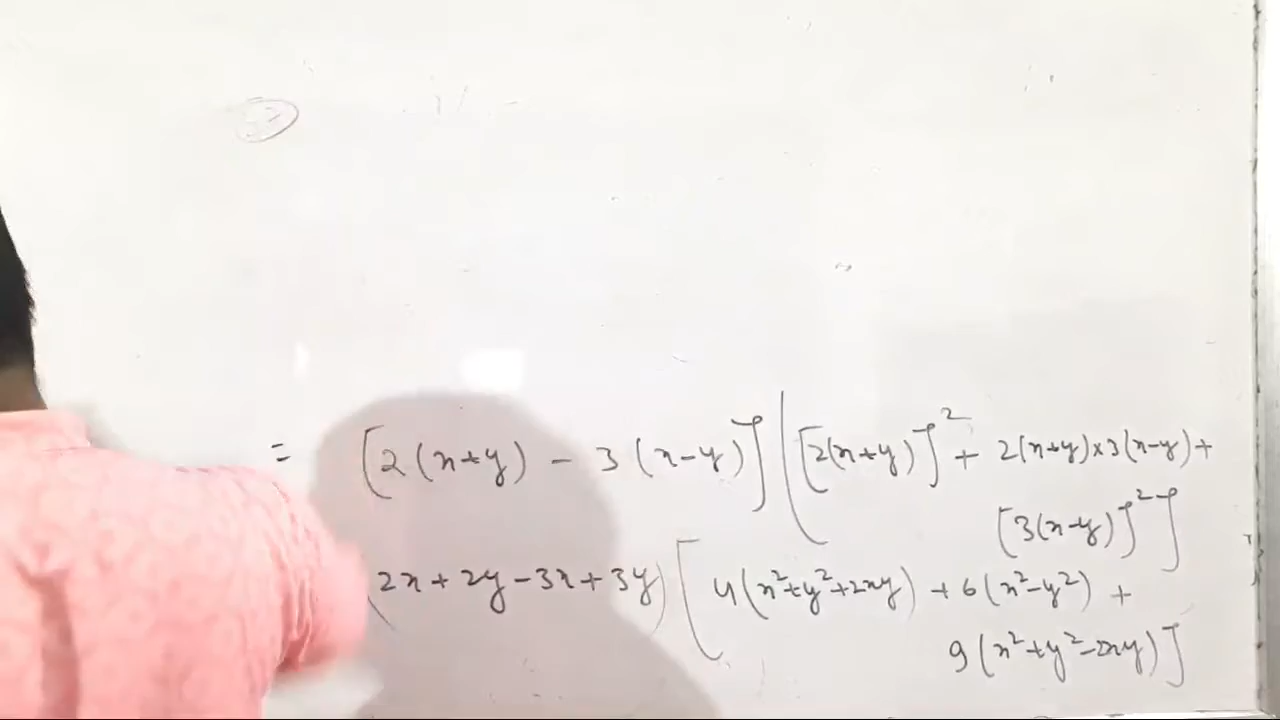 = [2(x+y) - 3(x-y)] [[2(x+y)]² + 2(x+y)×3(x-y) +
[3(x-y)]²]
(2x + 2y - 3x + 3y) [4(x²+y²+2xy) + 6(x²-y²) +
9(x²+y²-2xy)]